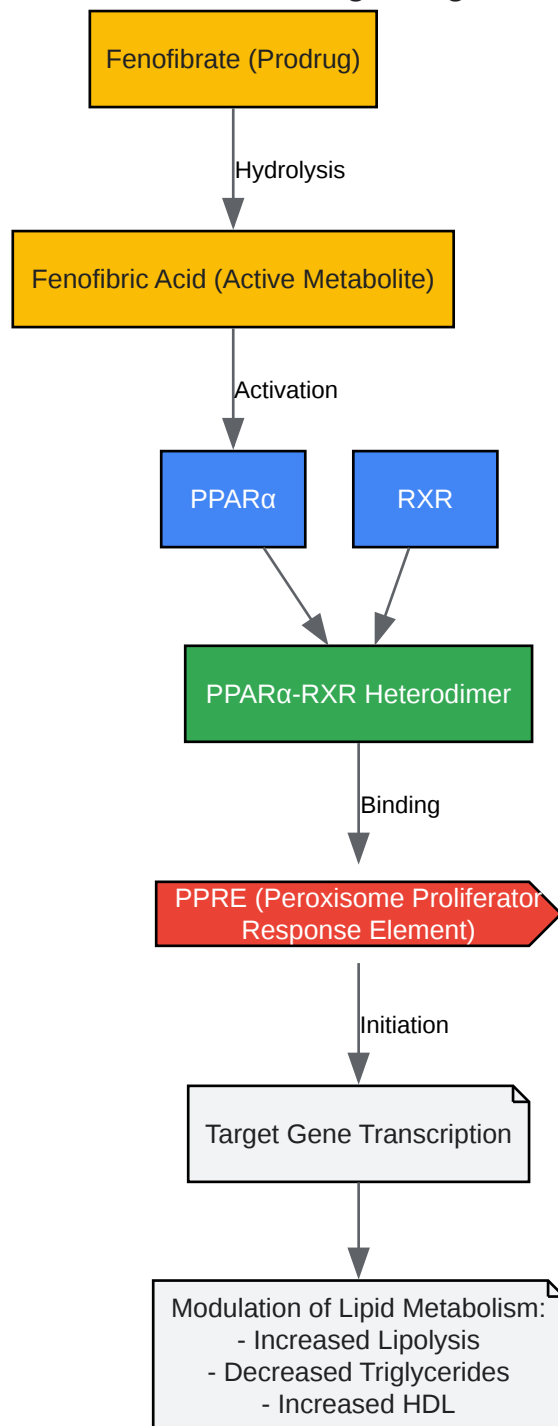 Fenofibrate (Prodrug)
Hydrolysis
Fenofibric Acid (Active Metabolite)
Activation
PPARα
RXR
PPARα-RXR Heterodimer
Binding
PPRE (Peroxisome Proliferator
Response Element)
Initiation
Target Gene Transcription
Modulation of Lipid Metabolism:
- Increased Lipolysis
- Decreased Triglycerides
- Increased HDL